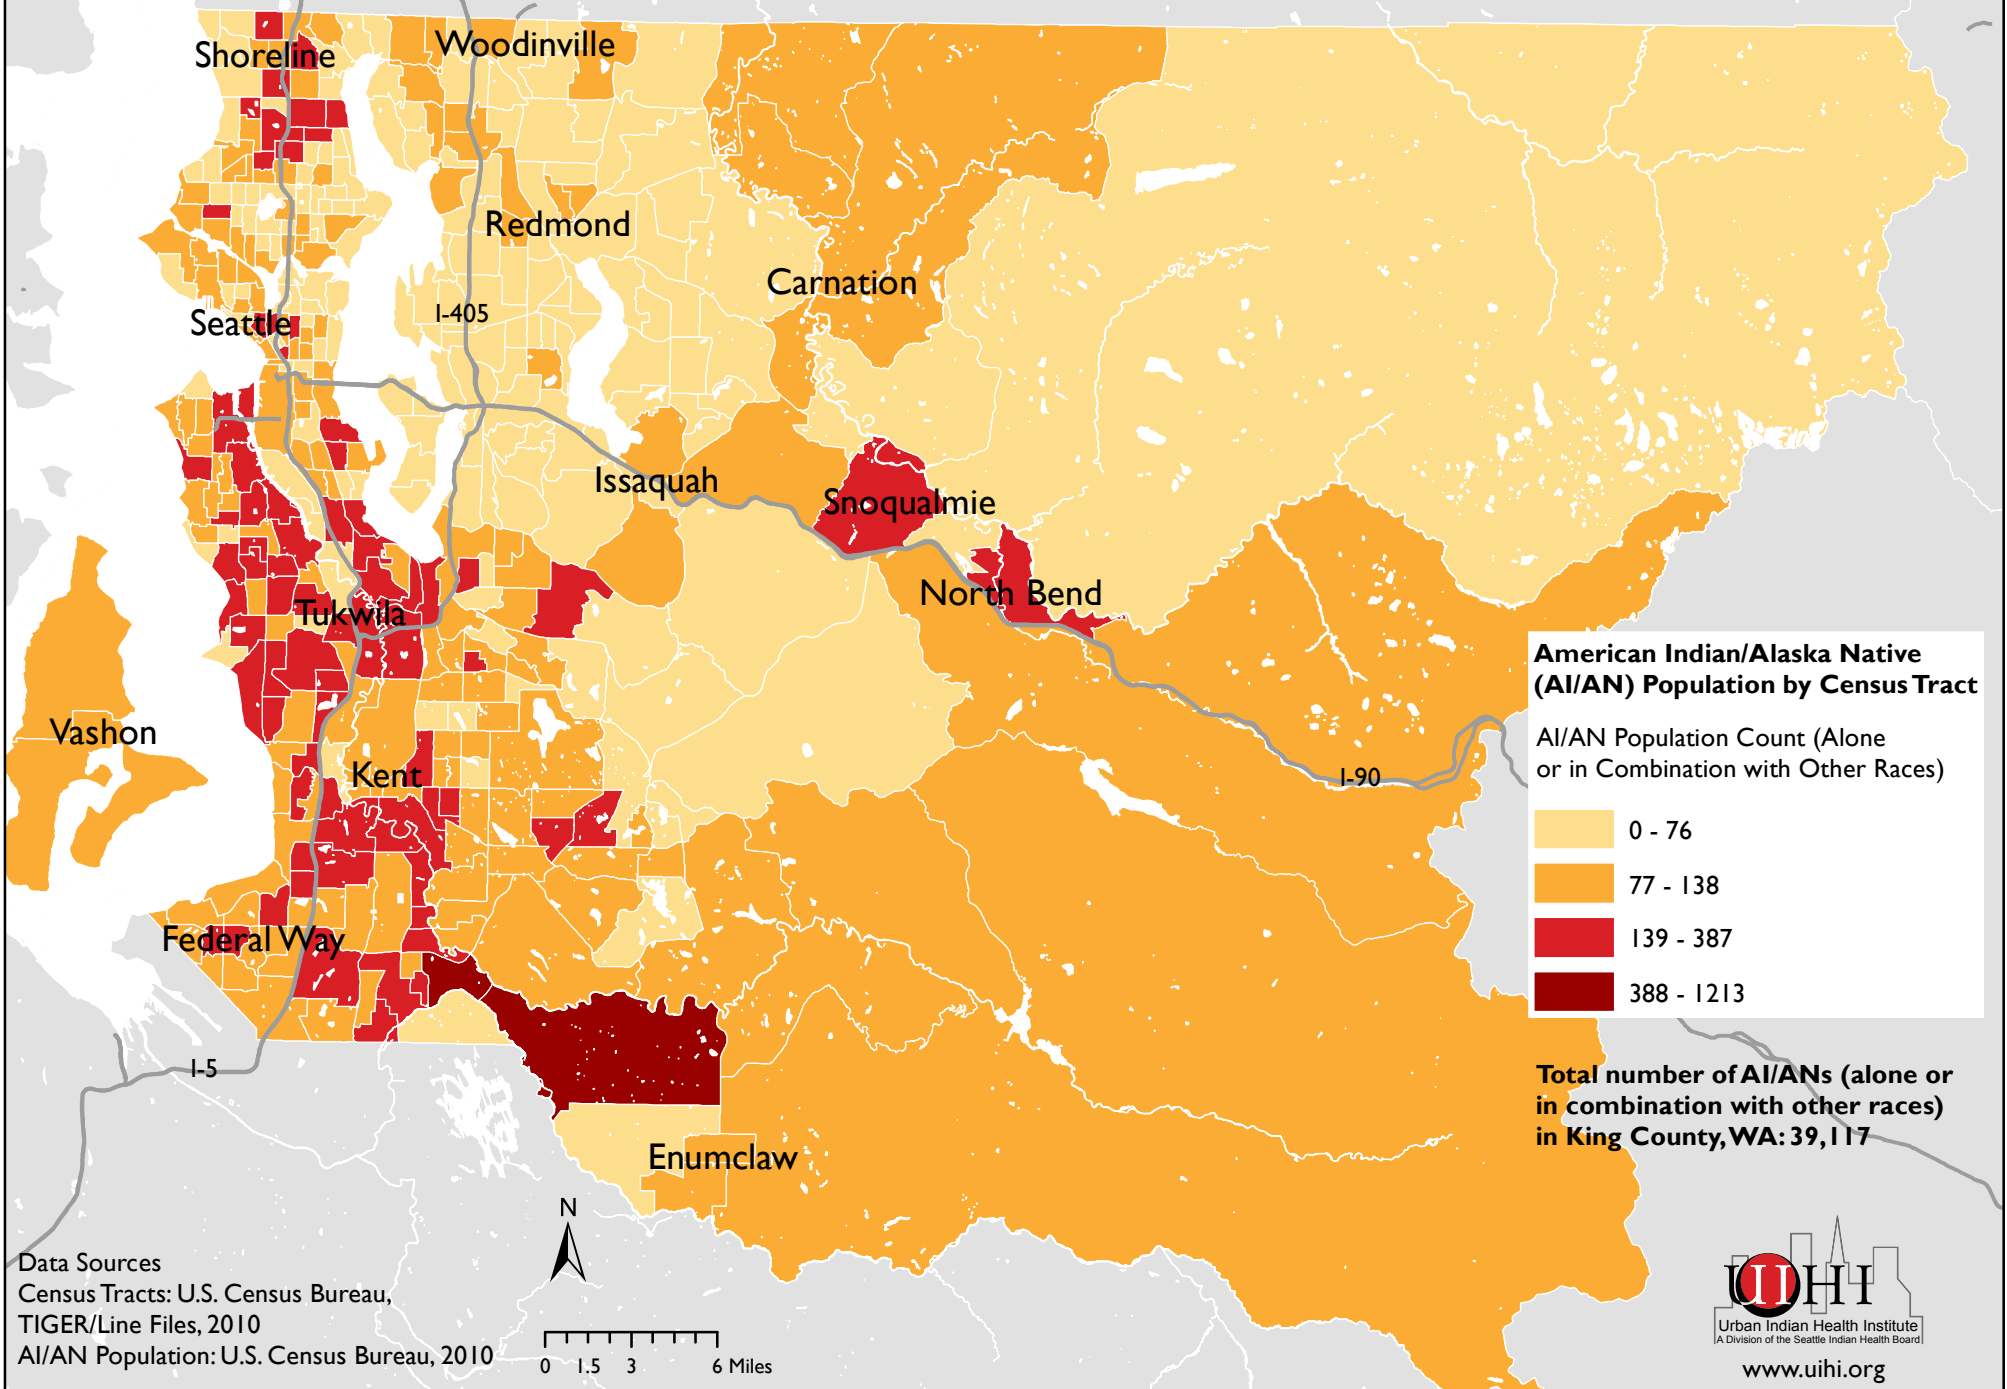 Shoreline
Woodinville
Redmond
Carnation
I-405
Seattle
Issaquah
Snoqualmie
North Bend
Tukwila
Vashon
Kent
I-90
Federal Way
I-5
Enumclaw
American Indian/Alaska Native
(AI/AN) Population by Census Tract
AI/AN Population Count (Alone
or in Combination with Other Races)
0 - 76
77 - 138
139 - 387
388 - 1213
Total number of AI/ANs (alone or
in combination with other races)
in King County, WA: 39,117
N
Data Sources
Census Tracts: U.S. Census Bureau,
TIGER/Line Files, 2010
AI/AN Population: U.S. Census Bureau, 2010
0 1.5 3 6 Miles
UIHI
Urban Indian Health Institute
A Division of the Seattle Indian Health Board
www.uihi.org